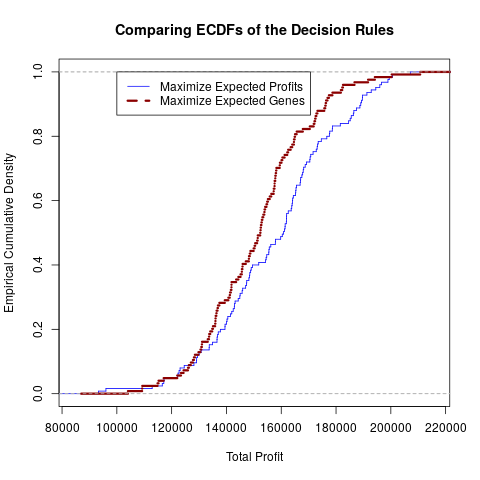 Comparing ECDFs of the Decision Rules
Maximize Expected Profits
Maximize Expected Genes
Empirical Cumulative Density
1.0
0.8
0.6
0.4
0.2
0.0
80000 100000 120000 140000 160000 180000 200000 220000
Total Profit